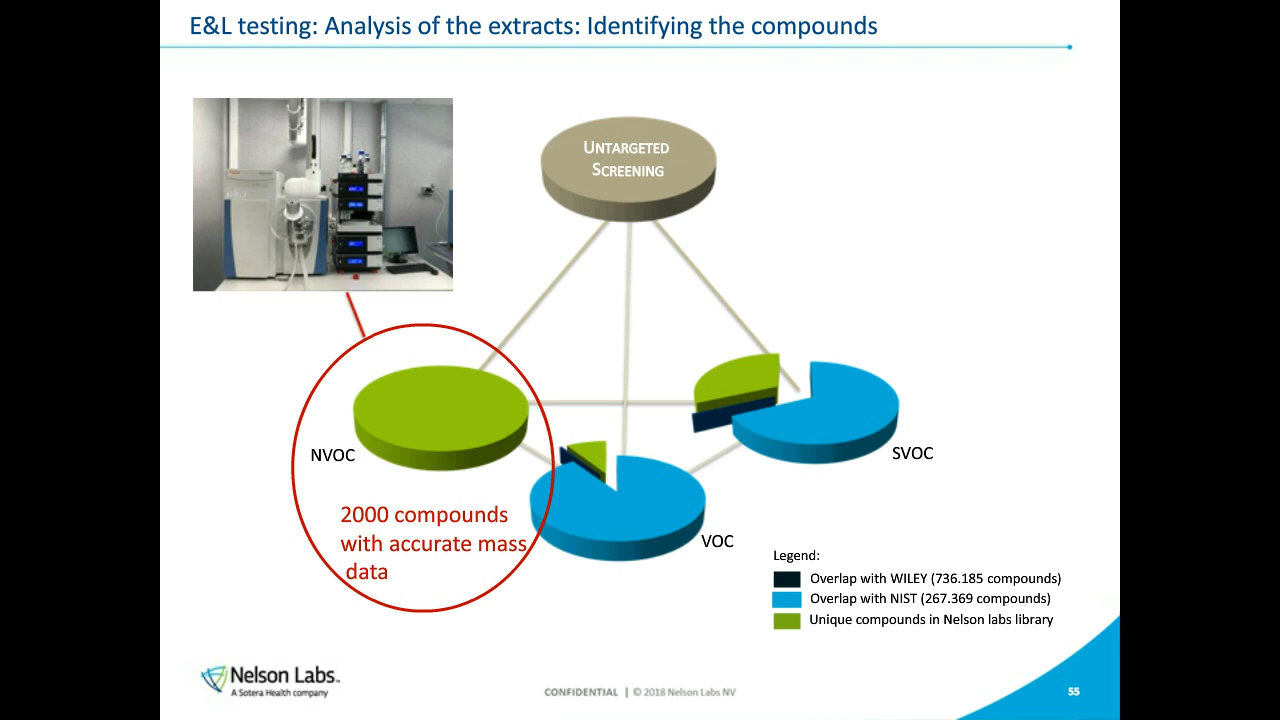 E&L testing: Analysis of the extracts: Identifying the compounds
UNTARGETED
SCREENING
NVOC
SVOC
2000 compounds
with accurate mass
data
VOC
Legend:
Overlap with WILEY (736.185 compounds)
Overlap with NIST (267.369 compounds)
Unique compounds in Nelson labs library
Nelson Labs™
A Sotera Health company
CONFIDENTIAL | © 2018 Nelson Labs NV
55